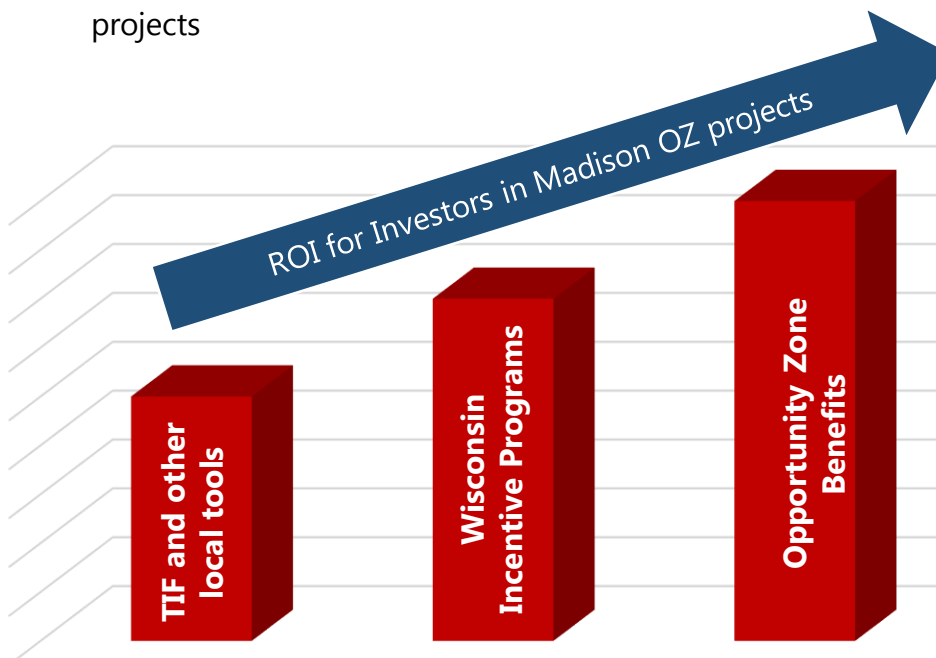 projects
ROI for Investors in Madison OZ projects
TIF and other
local tools
Wisconsin
Incentive Programs
Opportunity Zone
Benefits